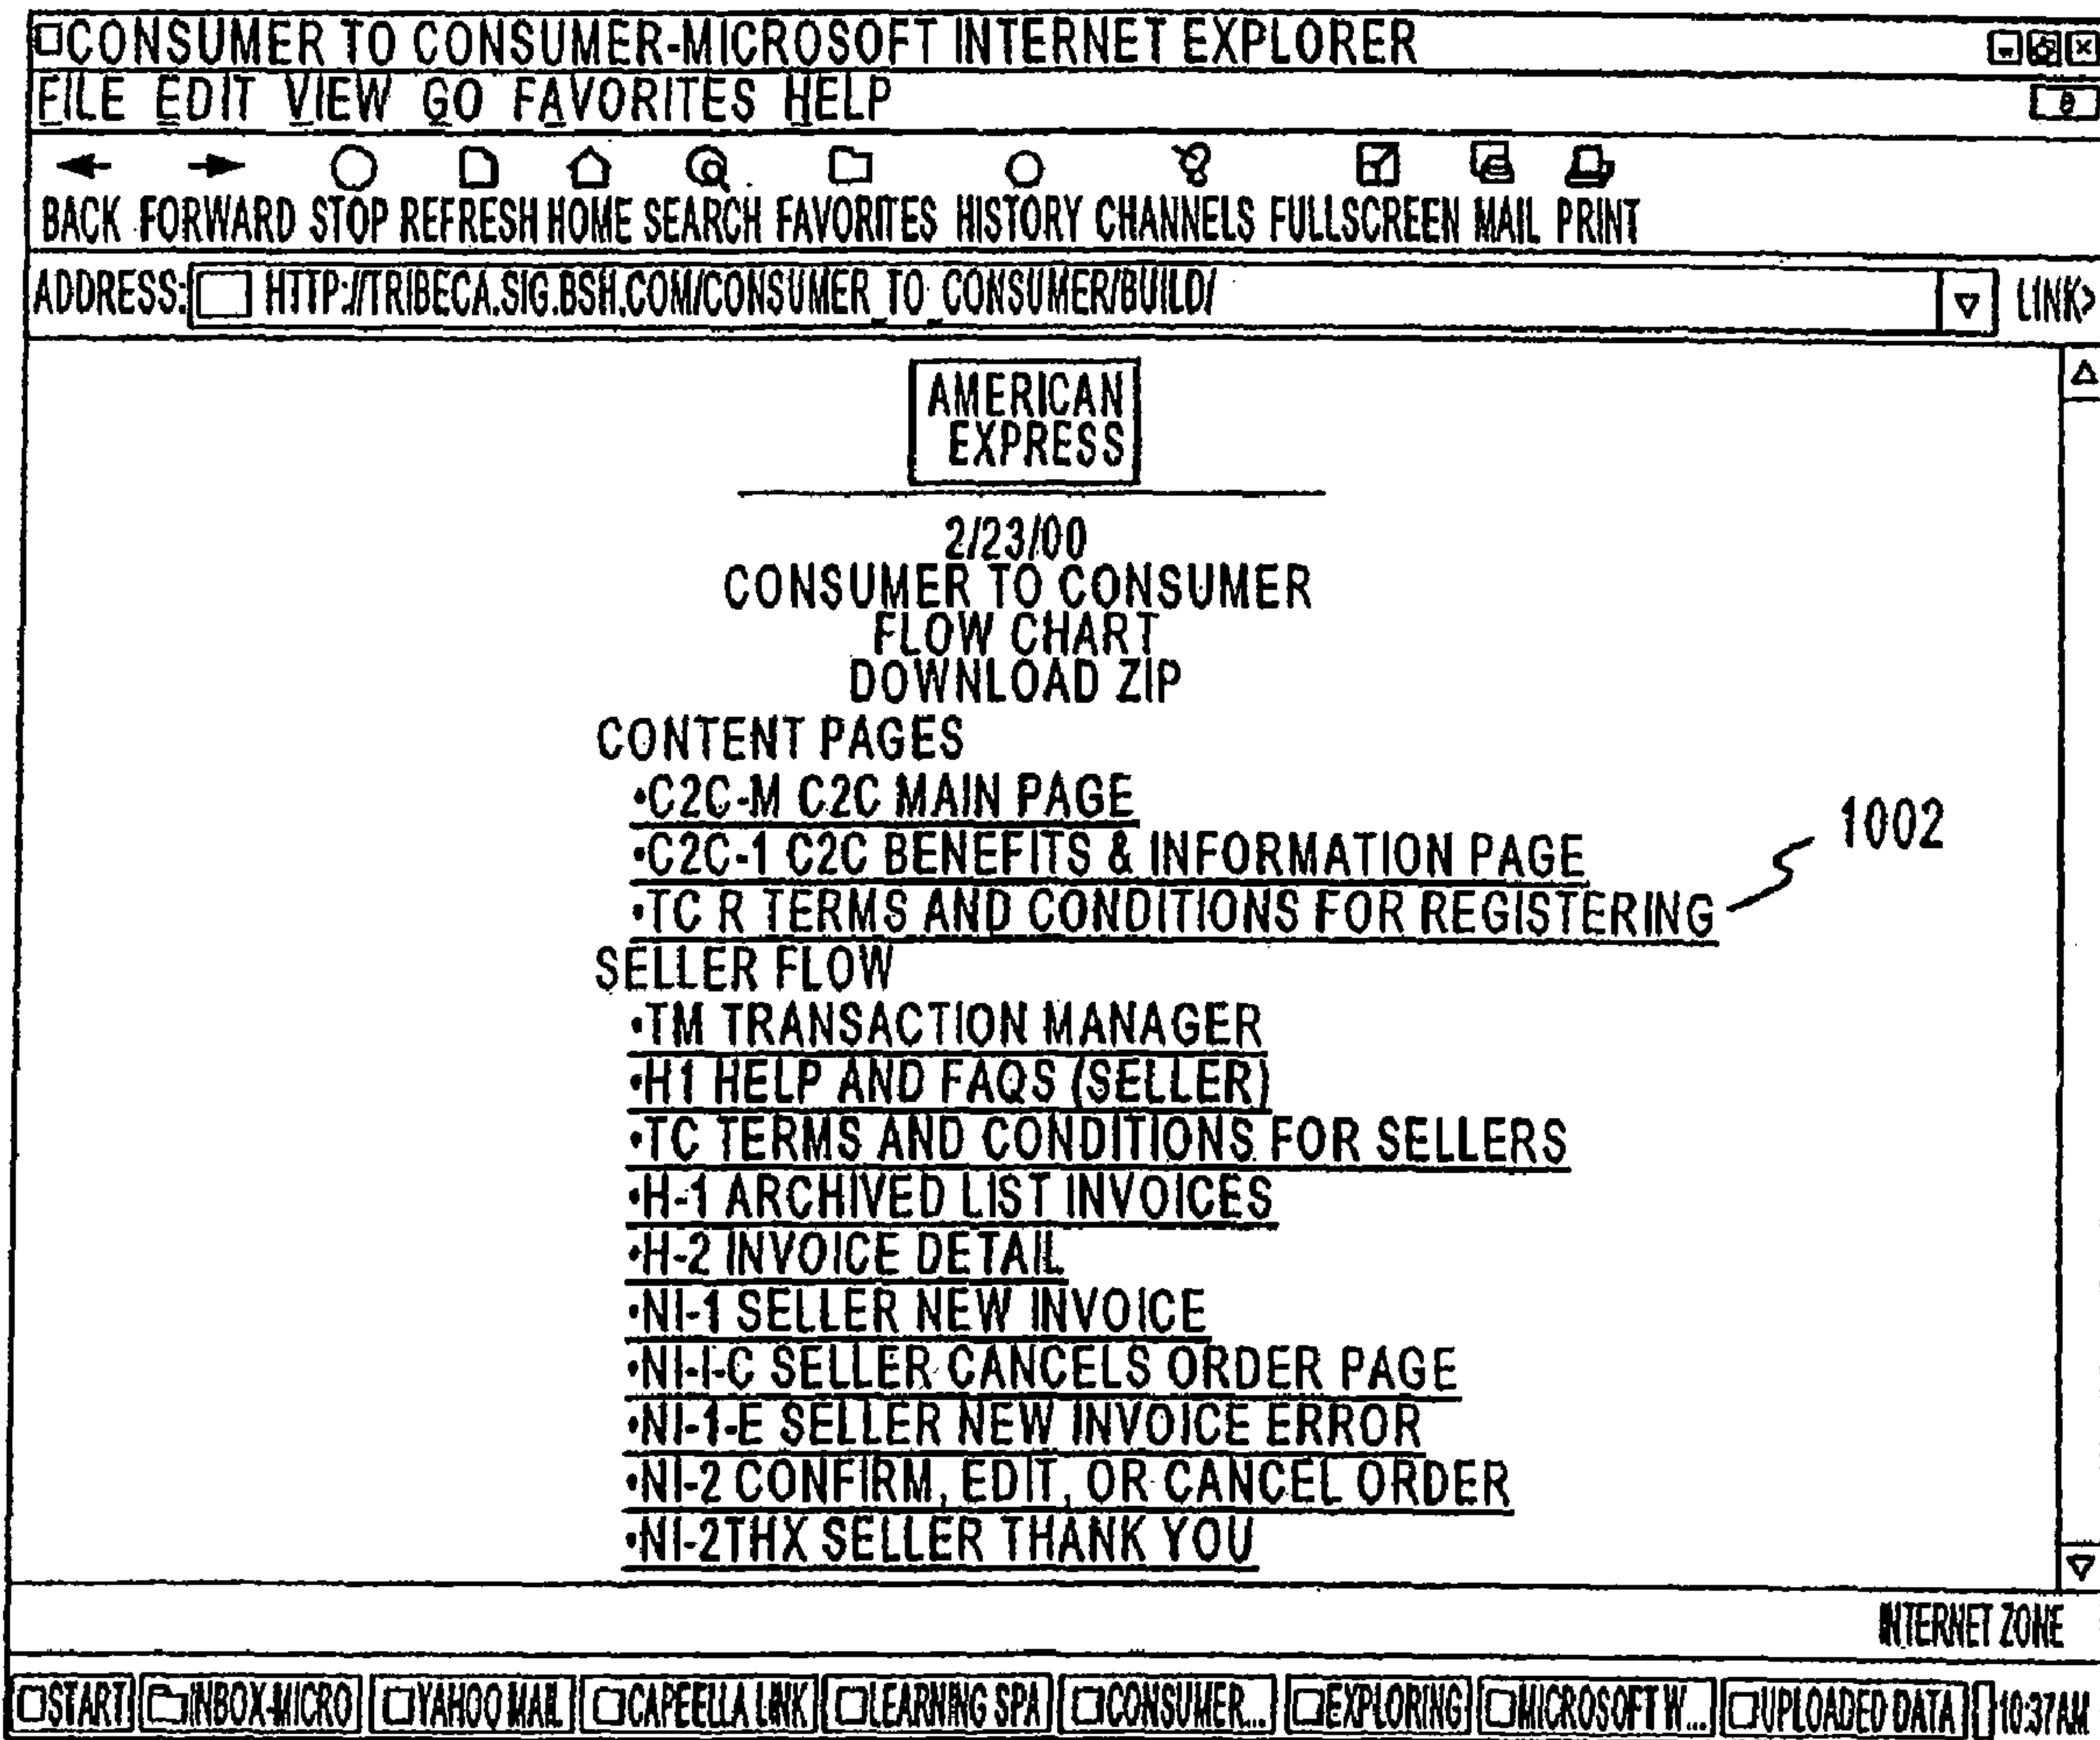 CONSUMER TO CONSUMER-MICROSOFT INTERNET EXPLORER
FILE EDIT VIEW GO FAVORITES HELP
BACK FORWARD STOP REFRESH HOME SEARCH FAVORITES HISTORY CHANNELS FULLSCREEN MAIL PRINT
ADDRESS: HTTP://TRIBECA.SIG.BSH.COM/CONSUMER_TO_CONSUMER/BUILD/ LINK>
AMERICAN
EXPRESS
2/23/00
CONSUMER TO CONSUMER
FLOW CHART
DOWNLOAD ZIP
CONTENT PAGES
•C2C-M C2C MAIN PAGE
•C2C-1 C2C BENEFITS & INFORMATION PAGE
1002
•TC R TERMS AND CONDITIONS FOR REGISTERING
SELLER FLOW
•TM TRANSACTION MANAGER
•H1 HELP AND FAQS (SELLER)
•TC TERMS AND CONDITIONS FOR SELLERS
•H-1 ARCHIVED LIST INVOICES
•H-2 INVOICE DETAIL
•NI-1 SELLER NEW INVOICE
•NI-I-C SELLER CANCELS ORDER PAGE
•NI-1-E SELLER NEW INVOICE ERROR
•NI-2 CONFIRM, EDIT, OR CANCEL ORDER
•NI-2THX SELLER THANK YOU
INTERNET ZONE
START INBOX-MICRO YAHOO MAIL CAPEELLA LINK LEARNING SPA CONSUMER... EXPLORING MICROSOFT W... UPLOADED DATA 10:37AM